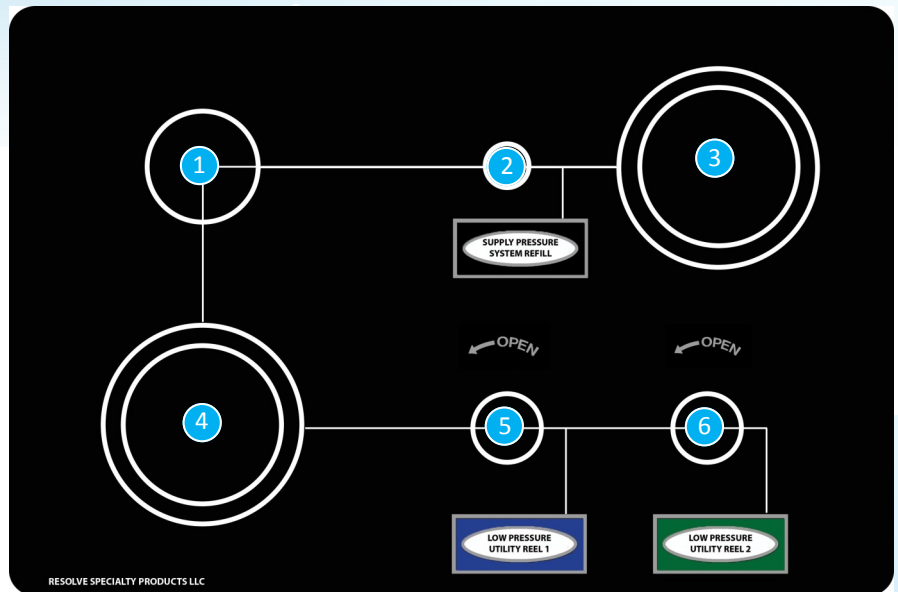 1
2
3
SUPPLY PRESSURE
SYSTEM REFILL
OPEN
OPEN
4
5
6
LOW PRESSURE
UTILITY REEL 1
LOW PRESSURE
UTILITY REEL 2
RESOLVE SPECIALTY PRODUCTS LLC